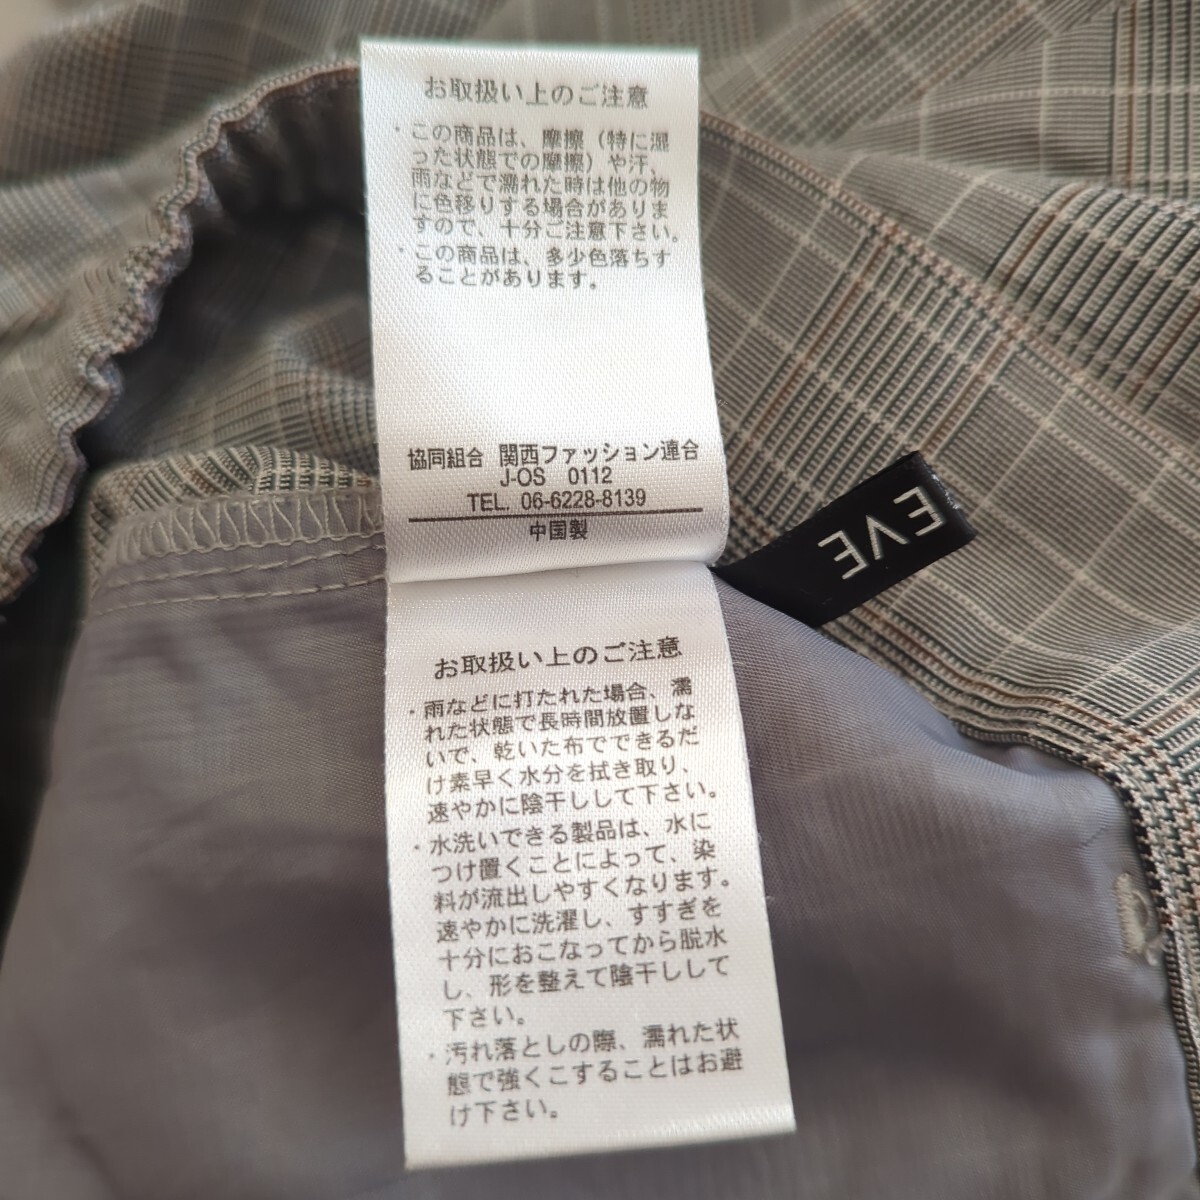 お取扱い上のご注意
・この商品は、摩擦（特に湿
った状態での摩擦）や汗、
雨などで濡れた時は他の物
に色移りする場合がありま
すので、十分ご注意下さい。
・この商品は、多少色落ちす
ることがあります。
協同組合 関西ファッション連合
J-OS 0112
TEL. 06-6228-8139
中国製
EVE
お取扱い上のご注意
・雨などに打たれた場合、濡
れた状態で長時間放置しな
いで、乾いた布でできるだ
け素早く水分を拭き取り、
速やかに陰干しして下さい。
・水洗いできる製品は、水に
つけ置くことによって、染
料が流出しやすくなります。
速やかに洗濯し、すすぎを
十分におこなってから脱水
し、形を整えて陰干しして
下さい。
・汚れ落としの際、濡れた状
態で強くこすることはお避
け下さい。